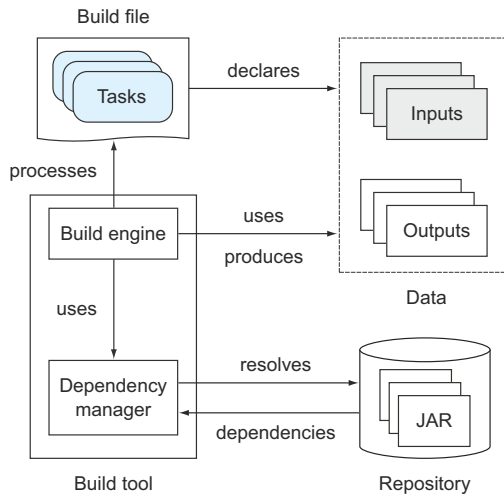 Build file
Tasks
declares
Inputs
processes
Build engine
uses
produces
Outputs
Data
uses
Dependency
manager
resolves
dependencies
JAR
Build tool
Repository